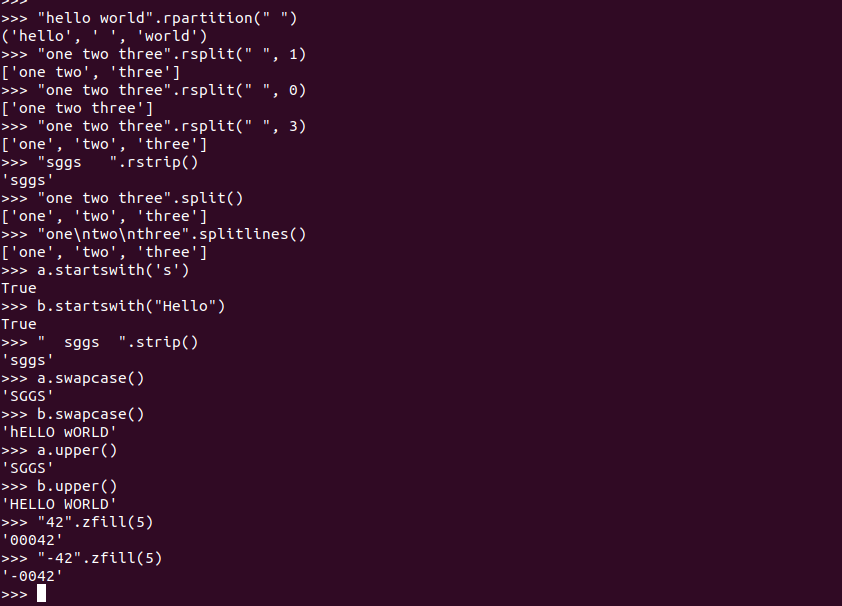 >>>
>>> "hello world".rpartition(" ")
('hello', ' ', 'world')
>>> "one two three".rsplit(" ", 1)
['one two', 'three']
>>> "one two three".rsplit(" ", 0)
['one two three']
>>> "one two three".rsplit(" ", 3)
['one', 'two', 'three']
>>> "sggs   ".rstrip()
'sggs'
>>> "one two three".split()
['one', 'two', 'three']
>>> "one\ntwo\nthree".splitlines()
['one', 'two', 'three']
>>> a.startswith('s')
True
>>> b.startswith("Hello")
True
>>> "  sggs  ".strip()
'sggs'
>>> a.swapcase()
'SGGS'
>>> b.swapcase()
'hELLO wORLD'
>>> a.upper()
'SGGS'
>>> b.upper()
'HELLO WORLD'
>>> "42".zfill(5)
'00042'
>>> "-42".zfill(5)
'-0042'
>>>